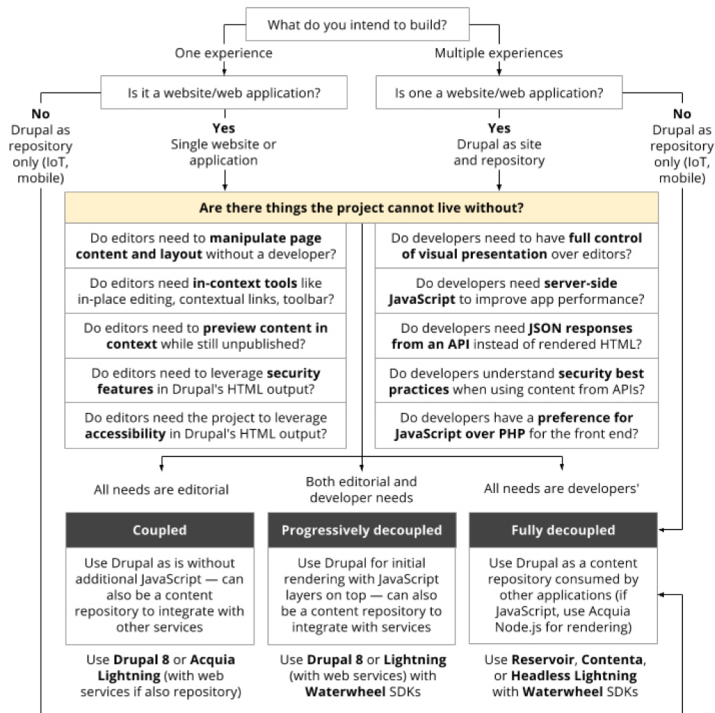 What do you intend to build?
One experience
Multiple experiences
Is it a website/web application?
Is one a website/web application?
No
Drupal as
repository
only (IoT,
mobile)
Yes
Single website or
application
Yes
Drupal as site
and repository
No
Drupal as
repository
only (IoT,
mobile)
Are there things the project cannot live without?
Do editors need to manipulate page
content and layout without a developer?
Do editors need in-context tools like
in-place editing, contextual links, toolbar?
Do editors need to preview content in
context while still unpublished?
Do editors need to leverage security
features in Drupal's HTML output?
Do editors need the project to leverage
accessibility in Drupal's HTML output?
Do developers need to have full control
of visual presentation over editors?
Do developers need server-side
JavaScript to improve app performance?
Do developers need JSON responses
from an API instead of rendered HTML?
Do developers understand security best
practices when using content from APIs?
Do developers have a preference for
JavaScript over PHP for the front end?
All needs are editorial
Both editorial and
developer needs
All needs are developers'
Coupled
Use Drupal as is without
additional JavaScript — can
also be a content
repository to integrate with
other services
Use Drupal 8 or Acquia
Lightning (with web
services if also repository)
Progressively decoupled
Use Drupal for initial
rendering with JavaScript
layers on top — can also
be a content repository to
integrate with services
Use Drupal 8 or Lightning
(with web services) with
Waterwheel SDKs
Fully decoupled
Use Drupal as a content
repository consumed by
other applications (if
JavaScript, use Acquia
Node.js for rendering)
Use Reservoir, Contenta,
or Headless Lightning
with Waterwheel SDKs